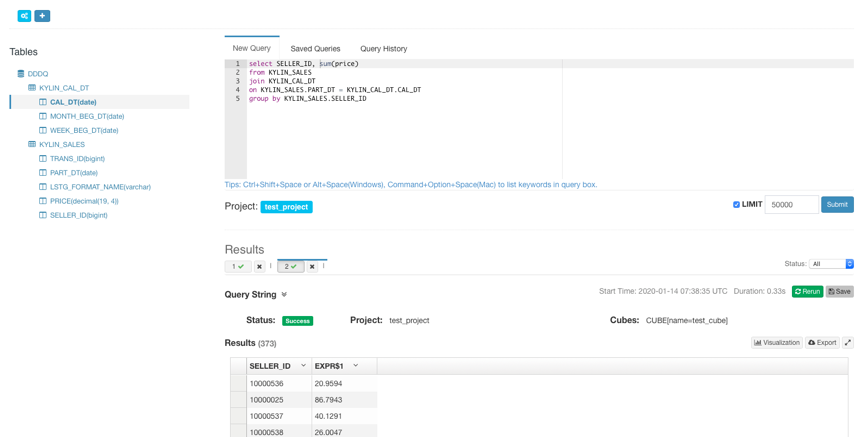 Tables
DDDQ
KYLIN_CAL_DT
CAL_DT(date)
MONTH_BEG_DT(date)
WEEK_BEG_DT(date)
KYLIN_SALES
TRANS_ID(bigint)
PART_DT(date)
LSTG_FORMAT_NAME(varchar)
PRICE(decimal(19, 4))
SELLER_ID(bigint)
New Query Saved Queries Query History
1 select SELLER_ID, sum(price)
2 from KYLIN_SALES
3 join KYLIN_CAL_DT
4 on KYLIN_SALES.PART_DT = KYLIN_CAL_DT.CAL_DT
5 group by KYLIN_SALES.SELLER_ID
Tips: Ctrl+Shift+Space or Alt+Space(Windows), Command+Option+Space(Mac) to list keywords in query box.
Project: test_project LIMIT 50000 Submit
Results
1 2 Status: All
Query String Start Time: 2020-01-14 07:38:35 UTC Duration: 0.33s Rerun Save
Status: Success Project: test_project Cubes: CUBE[name=test_cube]
Results (373) Visualization Export
SELLER_ID EXPR$1
10000536 20.9594
10000025 86.7943
10000537 40.1291
10000538 26.0047